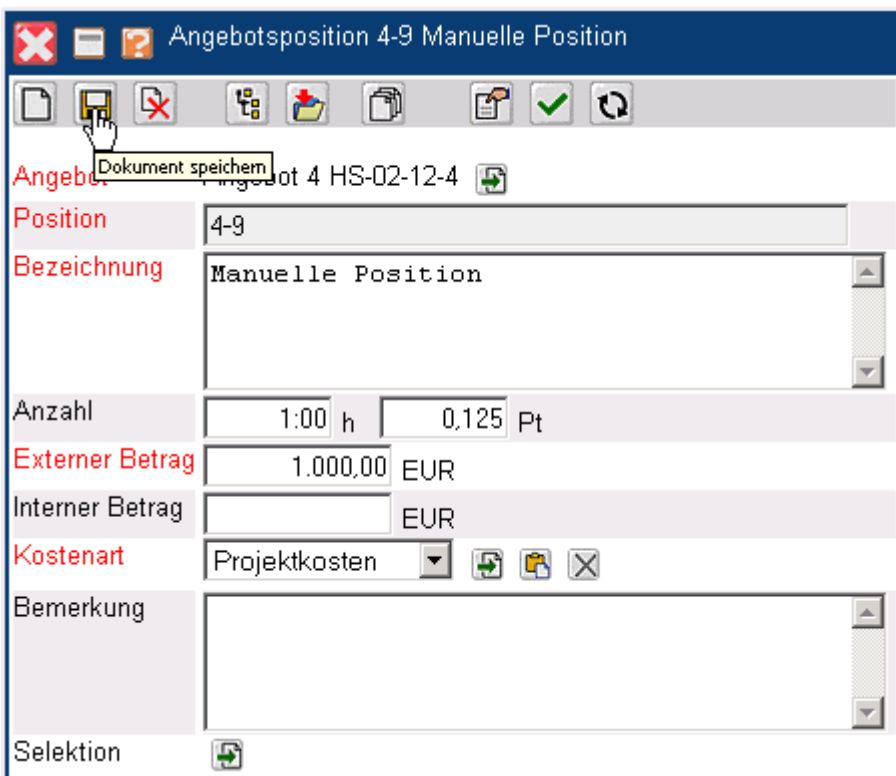 Angebotsposition 4-9 Manuelle Position
Dokument speichern
Angebot Angebot 4 HS-02-12-4
Position 4-9
Bezeichnung Manuelle Position
Anzahl 1:00 h 0,125 Pt
Externer Betrag 1.000,00 EUR
Interner Betrag EUR
Kostenart Projektkosten
Bemerkung
Selektion